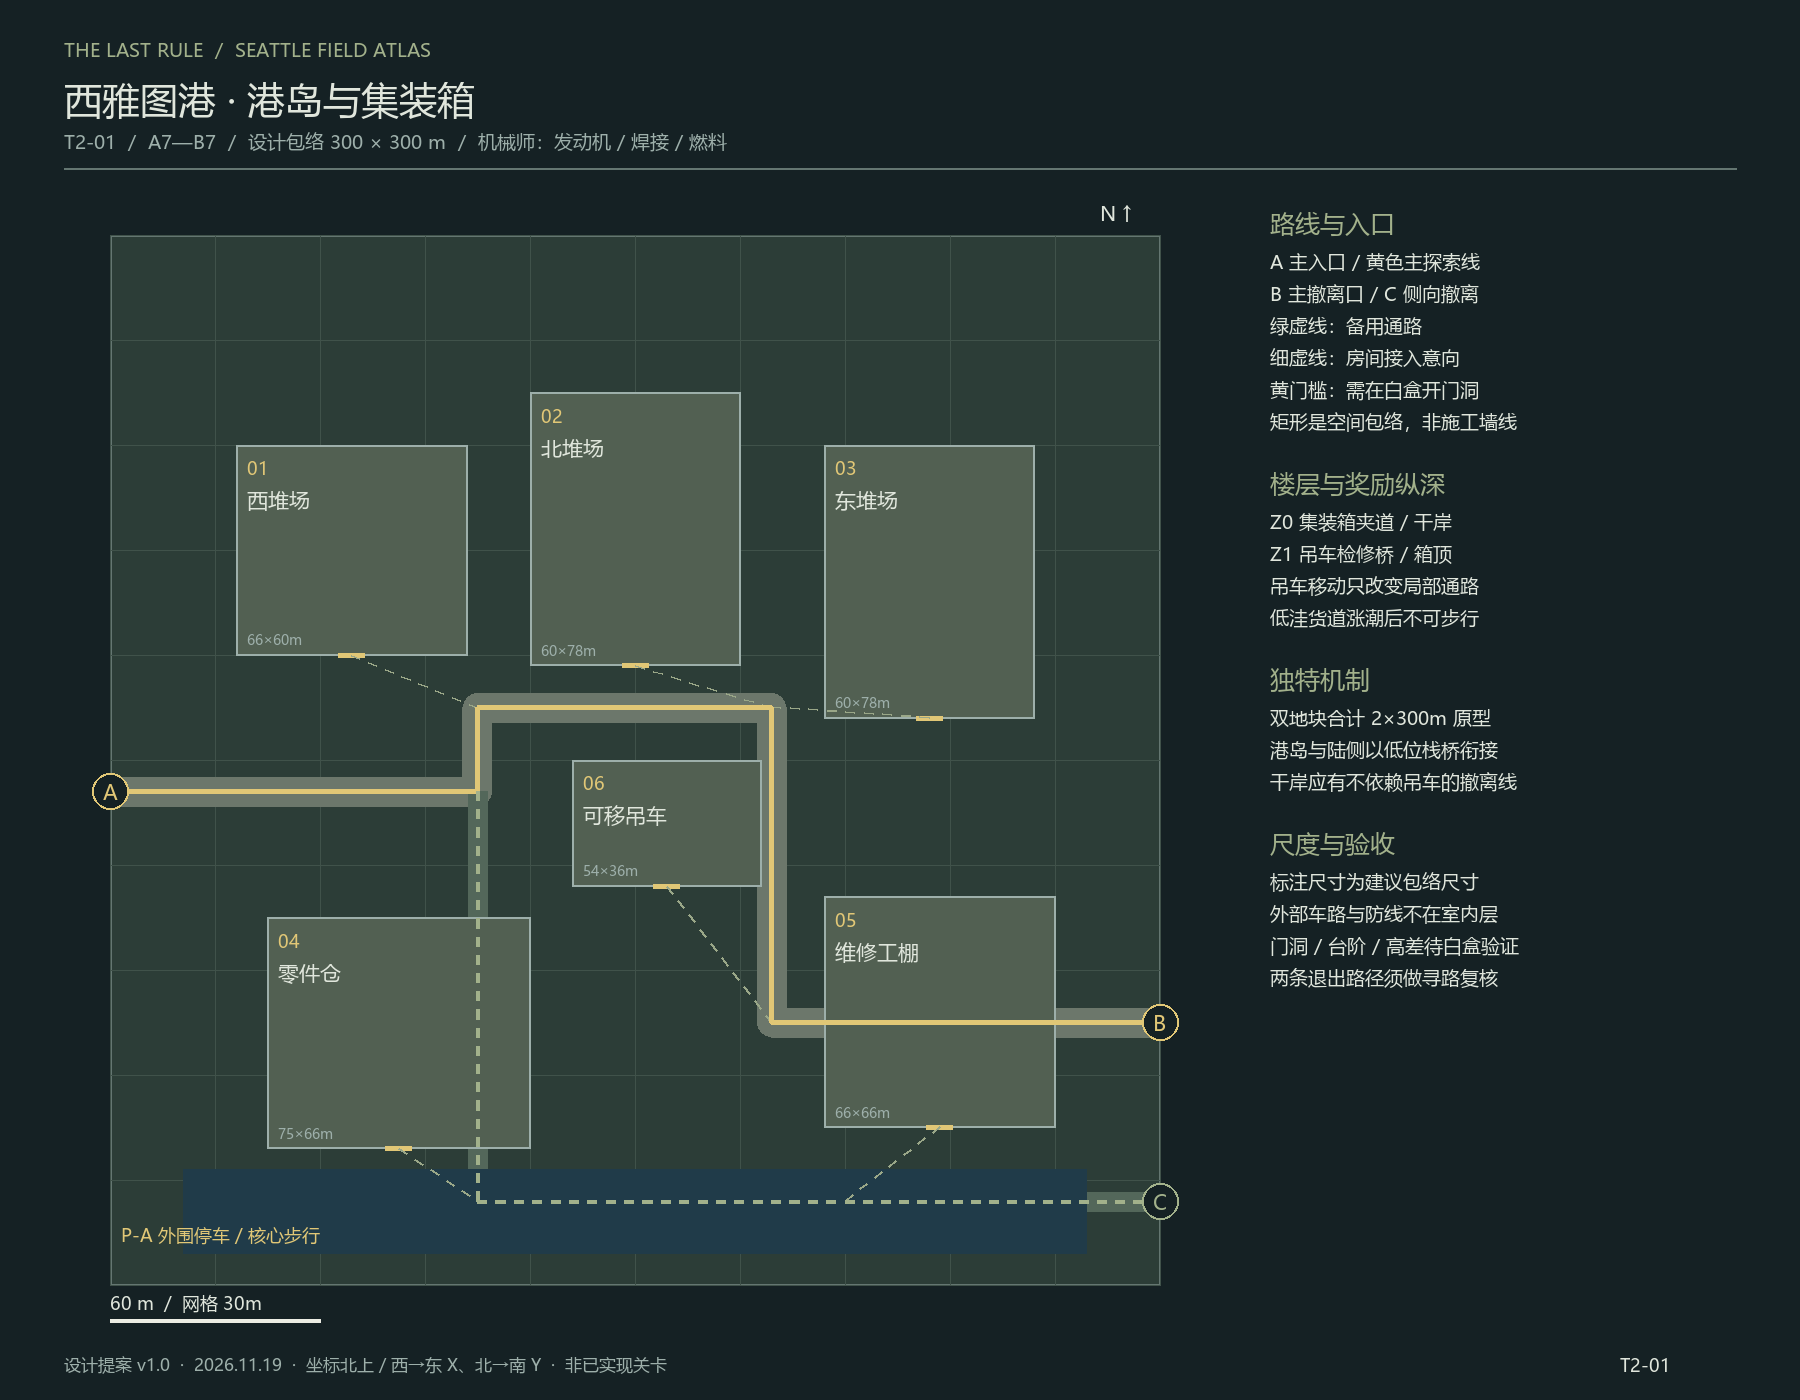 THE LAST RULE / SEATTLE FIELD ATLAS
西雅图港 · 港岛与集装箱
T2-01 / A7—B7 / 设计包络 300 × 300 m / 机械师：发动机 / 焊接 / 燃料
N↑
01
西堆场
66×60m
02
北堆场
60×78m
03
东堆场
60×78m
A
06
可移吊车
54×36m
04
零件仓
75×66m
05
维修工棚
66×66m
B
C
P-A 外围停车 / 核心步行
60 m / 网格 30m
路线与入口
A 主入口 / 黄色主探索线
B 主撤离口 / C 侧向撤离
绿虚线：备用通路
细虚线：房间接入意向
黄门槛：需在白盒开门洞
矩形是空间包络，非施工墙线
楼层与奖励纵深
Z0 集装箱夹道 / 干岸
Z1 吊车检修桥 / 箱顶
吊车移动只改变局部通路
低洼货道涨潮后不可步行
独特机制
双地块合计 2×300m 原型
港岛与陆侧以低位栈桥衔接
干岸应有不依赖吊车的撤离线
尺度与验收
标注尺寸为建议包络尺寸
外部车路与防线不在室内层
门洞 / 台阶 / 高差待白盒验证
两条退出路径须做寻路复核
设计提案 v1.0 · 2026.11.19 · 坐标北上 / 西→东 X、北→南 Y · 非已实现关卡
T2-01